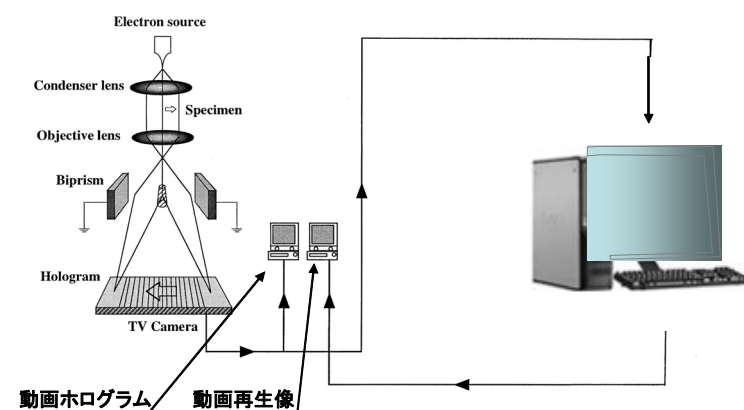 Electron source
Condenser lens
Specimen
Objective lens
Biprism
Hologram
TV Camera
動画ホログラム
動画再生像